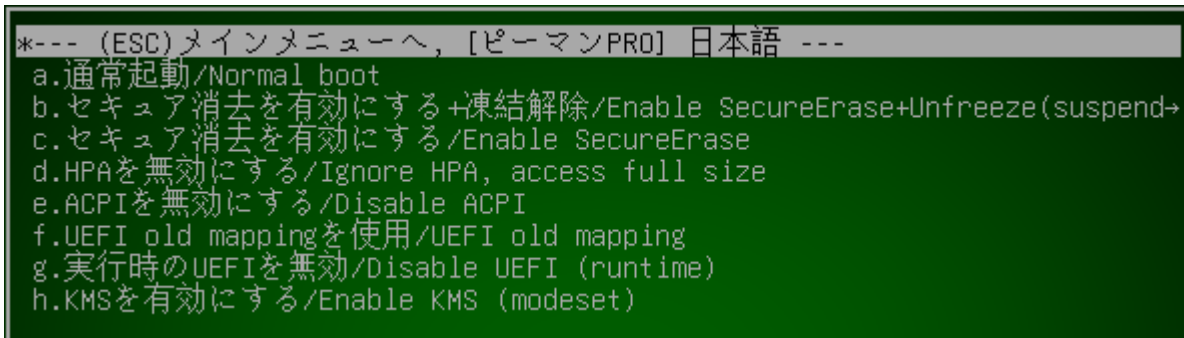 *--- (ESC)メインメニューへ, [ピーマンPRO] 日本語 ---
a.通常起動/Normal boot
b.セキュア消去を有効にする+凍結解除/Enable SecureErase+Unfreeze(suspend→
c.セキュア消去を有効にする/Enable SecureErase
d.HPAを無効にする/Ignore HPA, access full size
e.ACPIを無効にする/Disable ACPI
f.UEFI old mappingを使用/UEFI old mapping
g.実行時のUEFIを無効/Disable UEFI (runtime)
h.KMSを有効にする/Enable KMS (modeset)